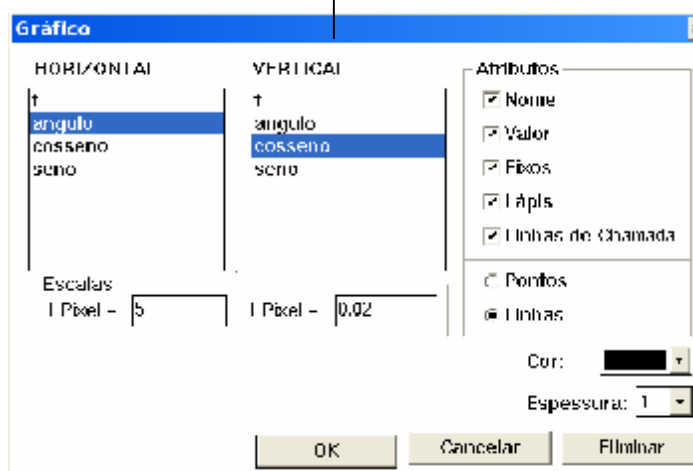 Gráfico
HORIZONTAL
VERTICAL
Atributos
t
angulo
cosseno
seno
t
angulo
cosseno
seno
Nome
Valor
Eixos
Lápis
Linhas de Chamada
Escalas
1 Pixel = 5
1 Pixel = 0.02
Pontos
Linhas
Cor:
Espessura: 1
OK
Cancelar
Eliminar